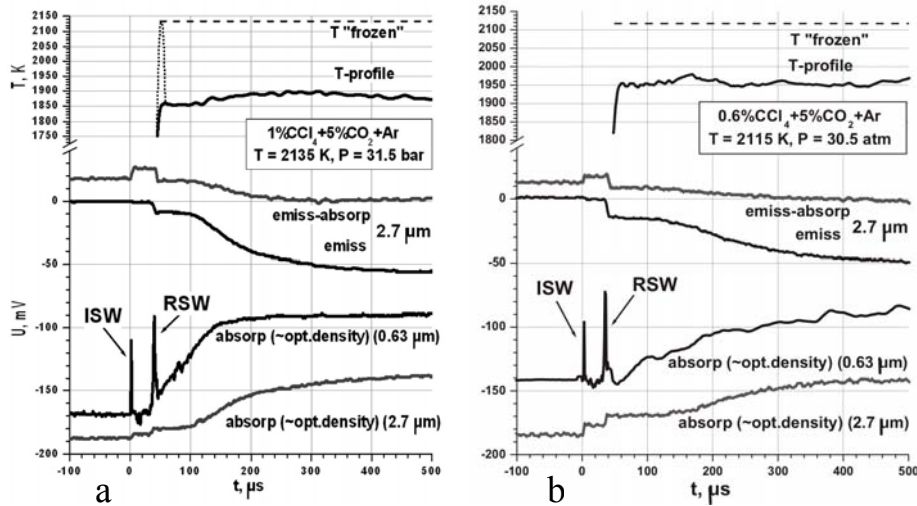 2150
2100
2050
2000
1950
1900
1850
1800
1750
T, K
T "frozen"
T-profile
1%CCl4+5%CO2+Ar
T = 2135 K, P = 31.5 bar
0
-50
-100
-150
-200
U, mV
emiss-absorp
2.7 µm
emiss
ISW
RSW
absorp (~opt.density) (0.63 µm)
absorp (~opt.density) (2.7 µm)
-100 0 100 200 300 400 500
a
t, µs
2150
2100
2050
2000
1950
1900
1850
1800
T "frozen"
T-profile
0.6%CCl4+5%CO2+Ar
T = 2115 K, P = 30.5 atm
0
-50
-100
-150
-200
emiss-absorp
2.7 µm
emiss
ISW
RSW
absorp (~opt.density) (0.63 µm)
absorp (~opt.density) (2.7 µm)
-100 0 100 200 300 400 500
b
t, µs